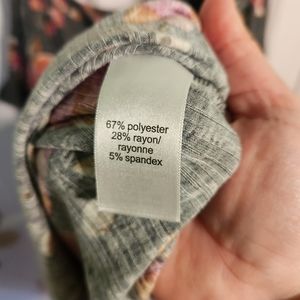 67% polyester
28% rayon/
rayonne
5% spandex